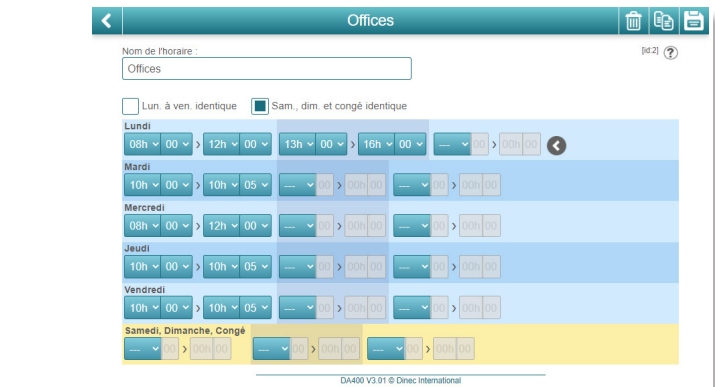 Offices
Nom de l'horaire :
[id:2] ?
Offices
Lun. à ven. identique Sam., dim. et congé identique
Lundi
08h 00 > 12h 00 13h 00 > 16h 00 --- 00 > 00h 00
Mardi
10h 00 > 10h 05 --- 00 > 00h 00 --- 00 > 00h 00
Mercredi
08h 00 > 12h 00 --- 00 > 00h 00 --- 00 > 00h 00
Jeudi
10h 00 > 10h 05 --- 00 > 00h 00 --- 00 > 00h 00
Vendredi
10h 00 > 10h 05 --- 00 > 00h 00 --- 00 > 00h 00
Samedi, Dimanche, Congé
--- 00 > 00h 00 --- 00 > 00h 00 --- 00 > 00h 00
DA400 V3.01 © Dinec International